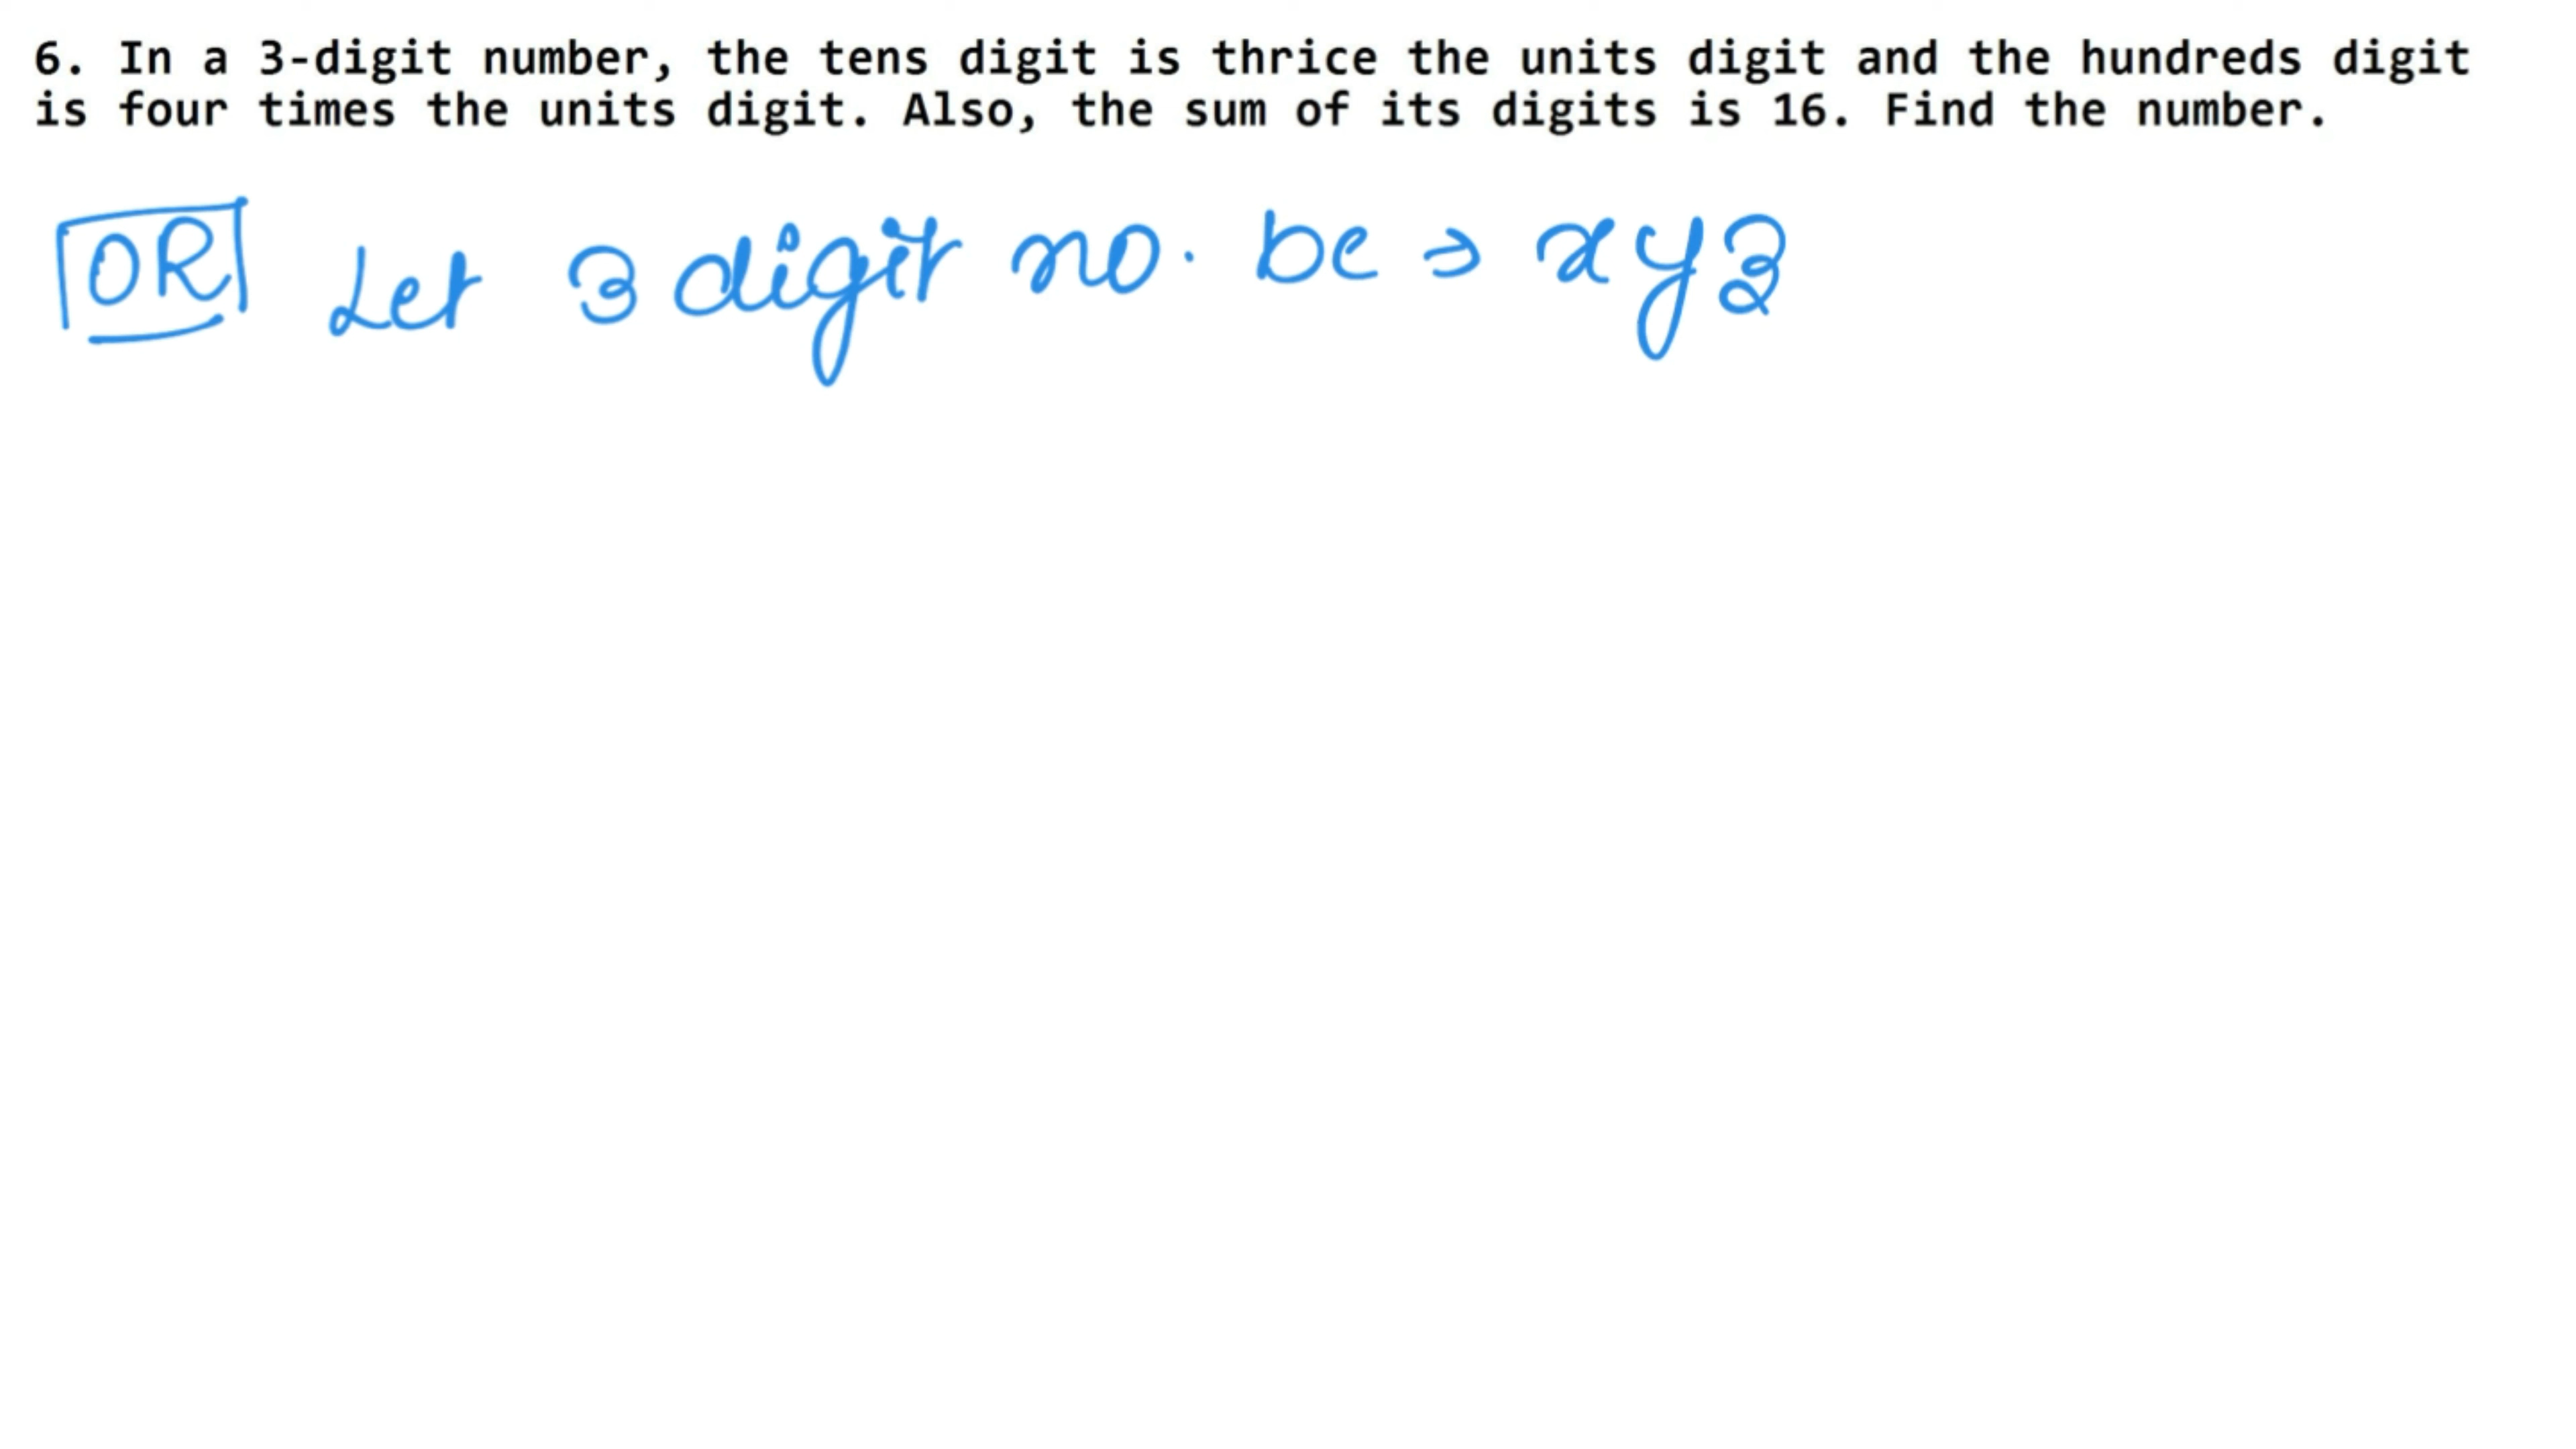 6. In a 3-digit number, the tens digit is thrice the units digit and the hundreds digit
is four times the units digit. Also, the sum of its digits is 16. Find the number.
OR Let 3 digit no. be ⇒ xyz